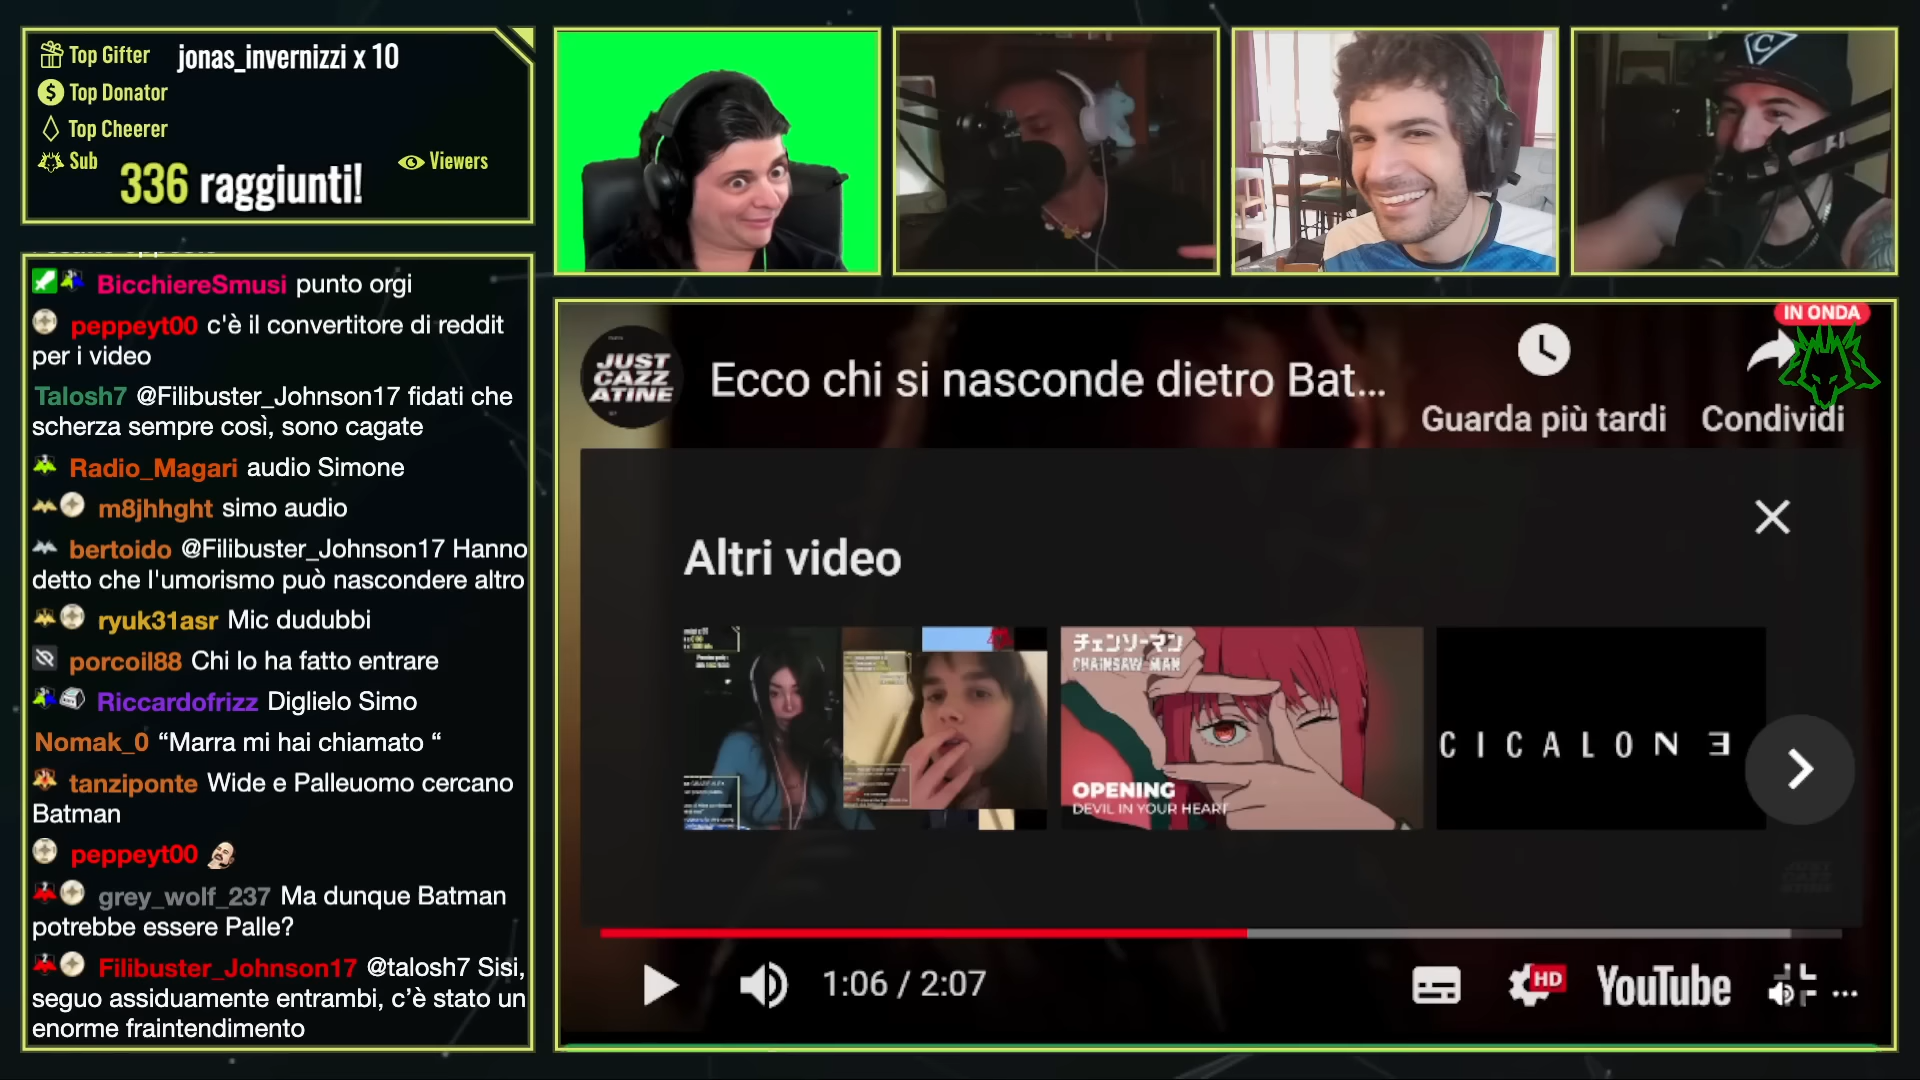 Top Gifter jonas_invernizzi x 10
Top Donator
Top Cheerer
Sub
336 raggiunti!
Viewers
BicchiereSmusi punto orgi
peppeyt00 c'è il convertitore di reddit
per i video
Talosh7 @Filibuster_Johnson17 fidati che
scherza sempre così, sono cagate
Radio_Magari audio Simone
m8jhhght simo audio
bertoido @Filibuster_Johnson17 Hanno
detto che l'umorismo può nascondere altro
ryuk31asr Mic dudubbi
porcoil88 Chi lo ha fatto entrare
Riccardofrizz Diglielo Simo
Nomak_0 “Marra mi hai chiamato “
tanziponte Wide e Palleuomo cercano
Batman
peppeyt00
grey_wolf_237 Ma dunque Batman
potrebbe essere Palle?
Filibuster_Johnson17 @talosh7 Sisi,
seguo assiduamente entrambi, c’è stato un
enorme fraintendimento
C
IN ONDA
JUST
CAZZ
ATINE
Ecco chi si nasconde dietro Bat...
Guarda più tardi
Condividi
Altri video
チェンソーマン
CHAINSAW MAN
OPENING
DEVIL IN YOUR HEART
CICALONE
JUST
CAZZ
ATINE
1:06 / 2:07
HD
YouTube